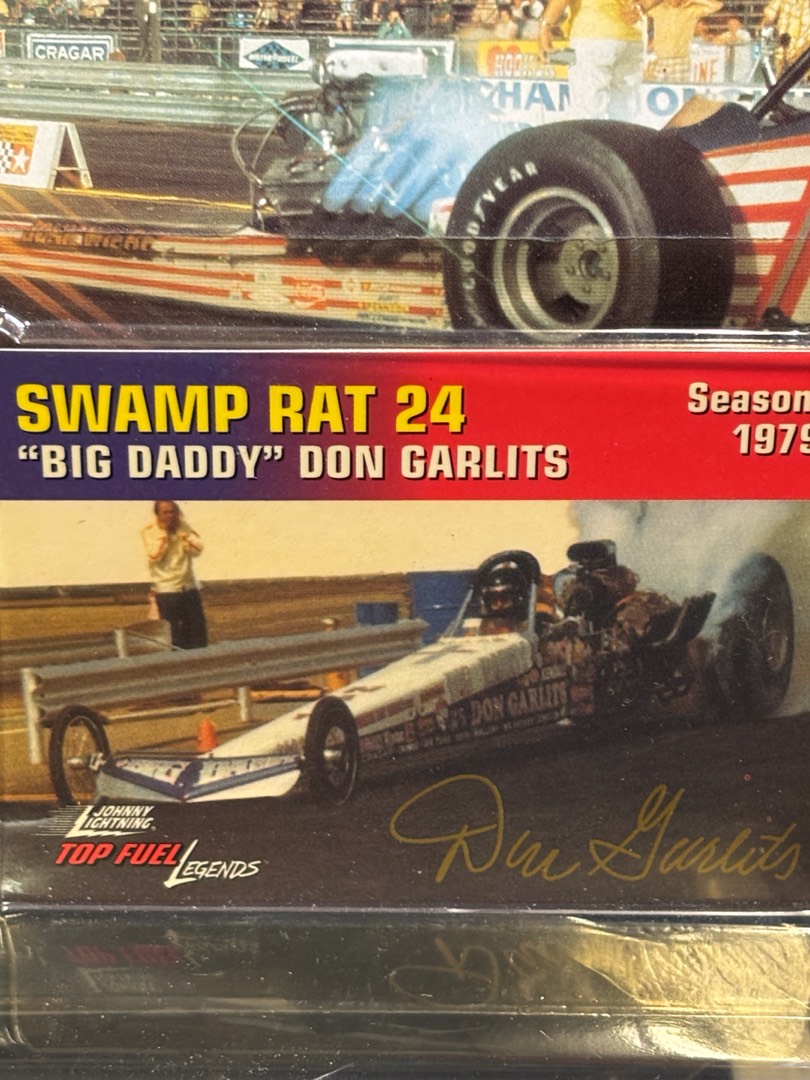 CRAGAR
GOODYEAR
SWAMP RAT 24
Season
1979
“BIG DADDY” DON GARLITS
DON GARLITS
JOHNNY
LIGHTNING
TOP FUEL
LEGENDS
Don Garlits